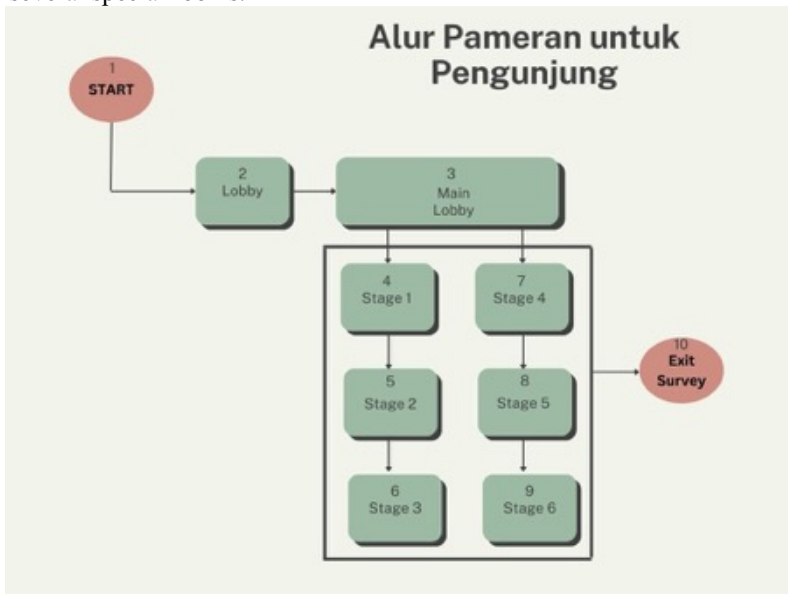 Alur Pameran untuk
Pengunjung
1
START
2
Lobby
3
Main
Lobby
4
Stage 1
7
Stage 4
5
Stage 2
8
Stage 5
6
Stage 3
9
Stage 6
10
Exit
Survey